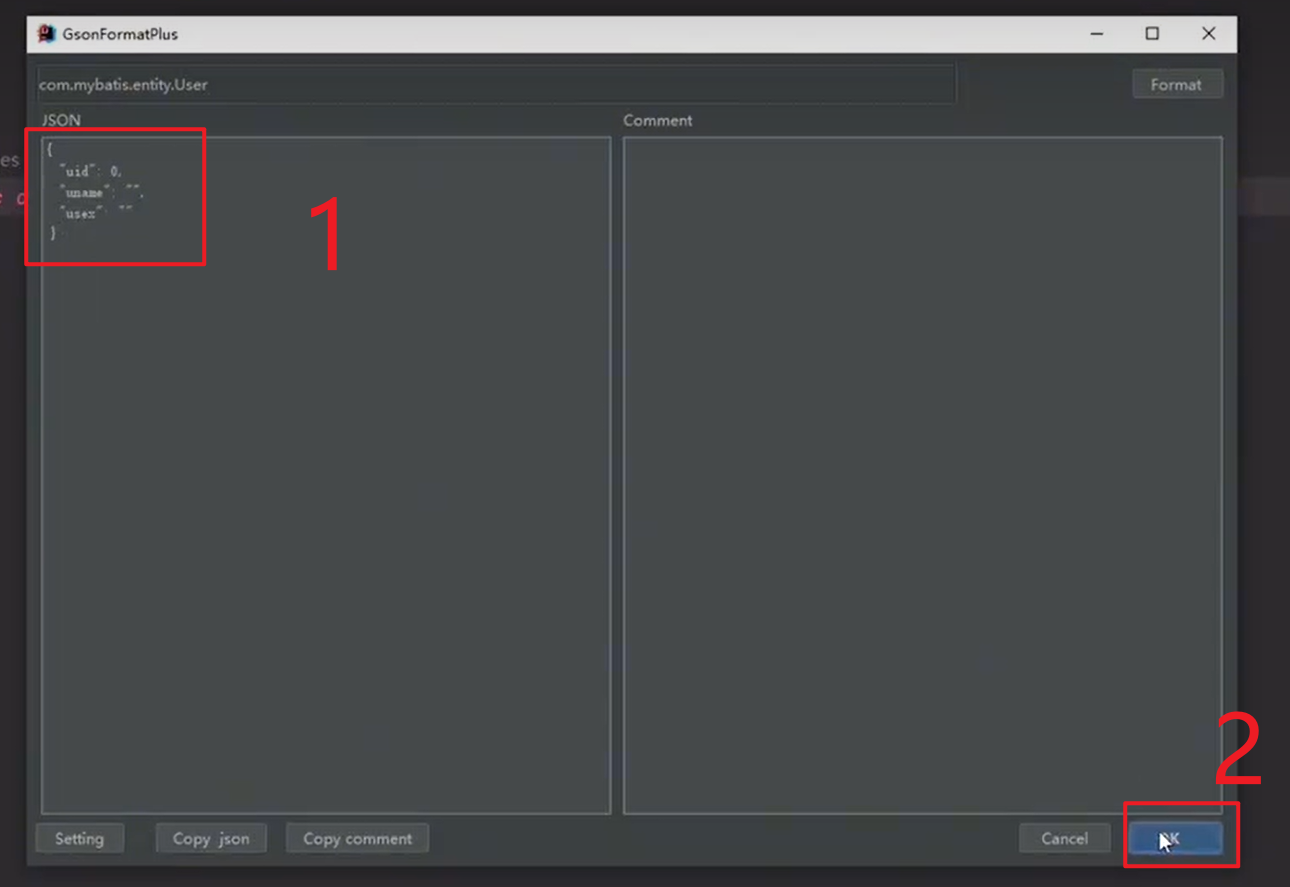 GsonFormatPlus
com.mybatis.entity.User
Format
JSON
Comment
es
{
"uid": 0,
"uname": "",
"usex": ""
}
1
2
Setting
Copy json
Copy comment
Cancel